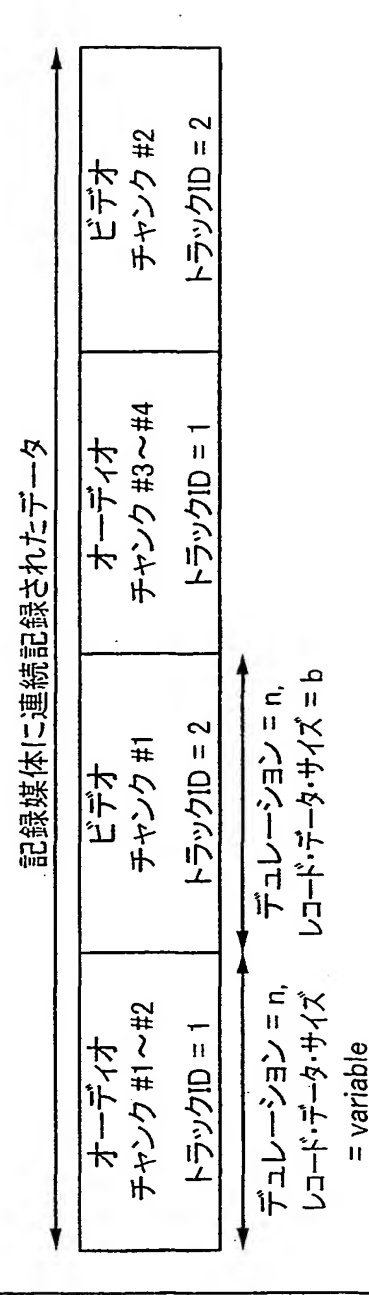 記録媒体に連続記録されたデータ
オーディオ
チャンク #1～#2
トラックID = 1
ビデオ
チャンク #1
トラックID = 2
オーディオ
チャンク #3～#4
トラックID = 1
ビデオ
チャンク #2
トラックID = 2
デュレーション = n,
レコード・データ・サイズ
= variable
デュレーション = n,
レコード・データ・サイズ = b